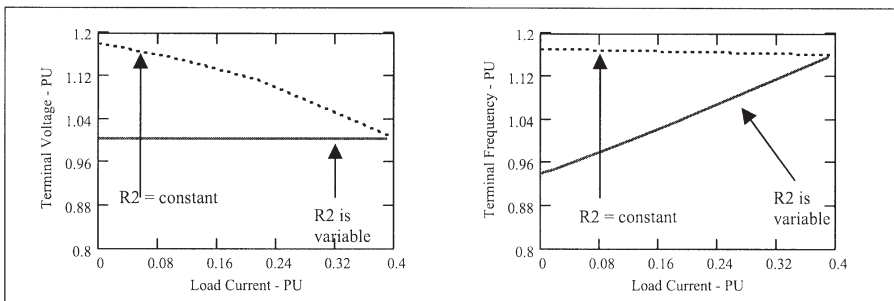 Terminal Voltage - PU
1.2
1.12
1.04
0.96
0.88
0.8
R2 = constant
R2 is
variable
0
0.08
0.16
0.24
0.32
0.4
Load Current - PU
Terminal Frequency - PU
1.2
1.12
1.04
0.96
0.88
0.8
R2 = constant
R2 is
variable
0
0.08
0.16
0.24
0.32
0.4
Load Current - PU